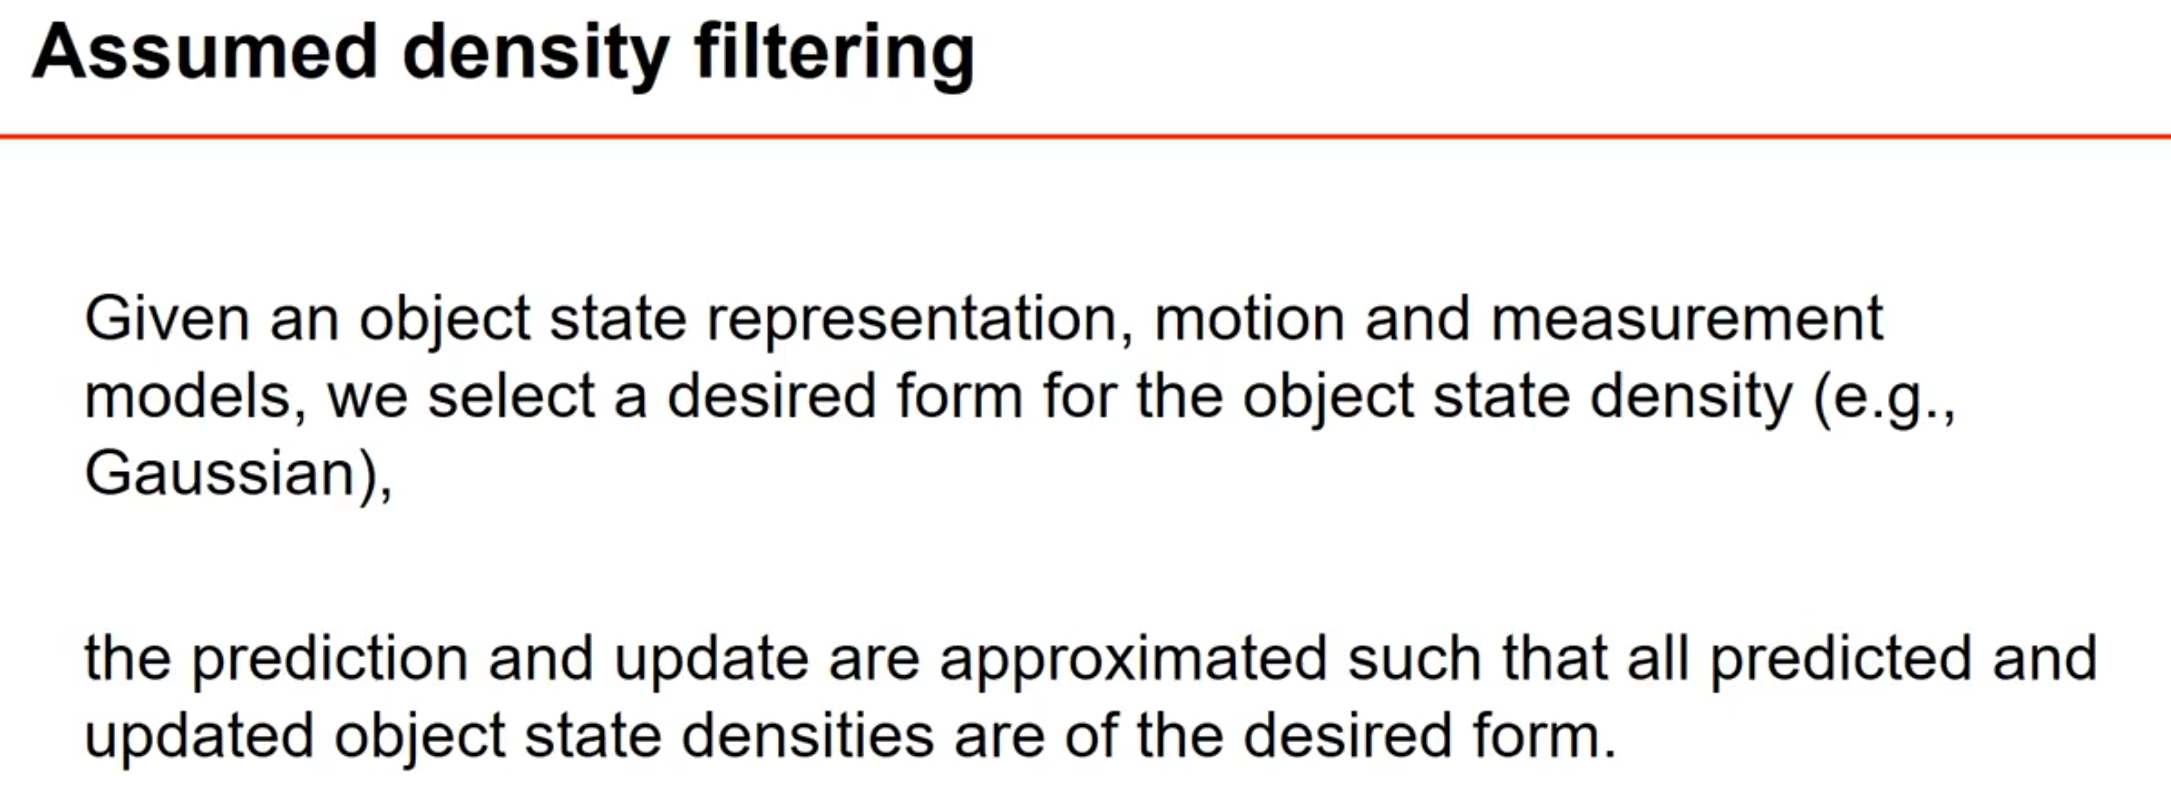 Assumed density filtering
Given an object state representation, motion and measurement
models, we select a desired form for the object state density (e.g.,
Gaussian),
the prediction and update are approximated such that all predicted and
updated object state densities are of the desired form.